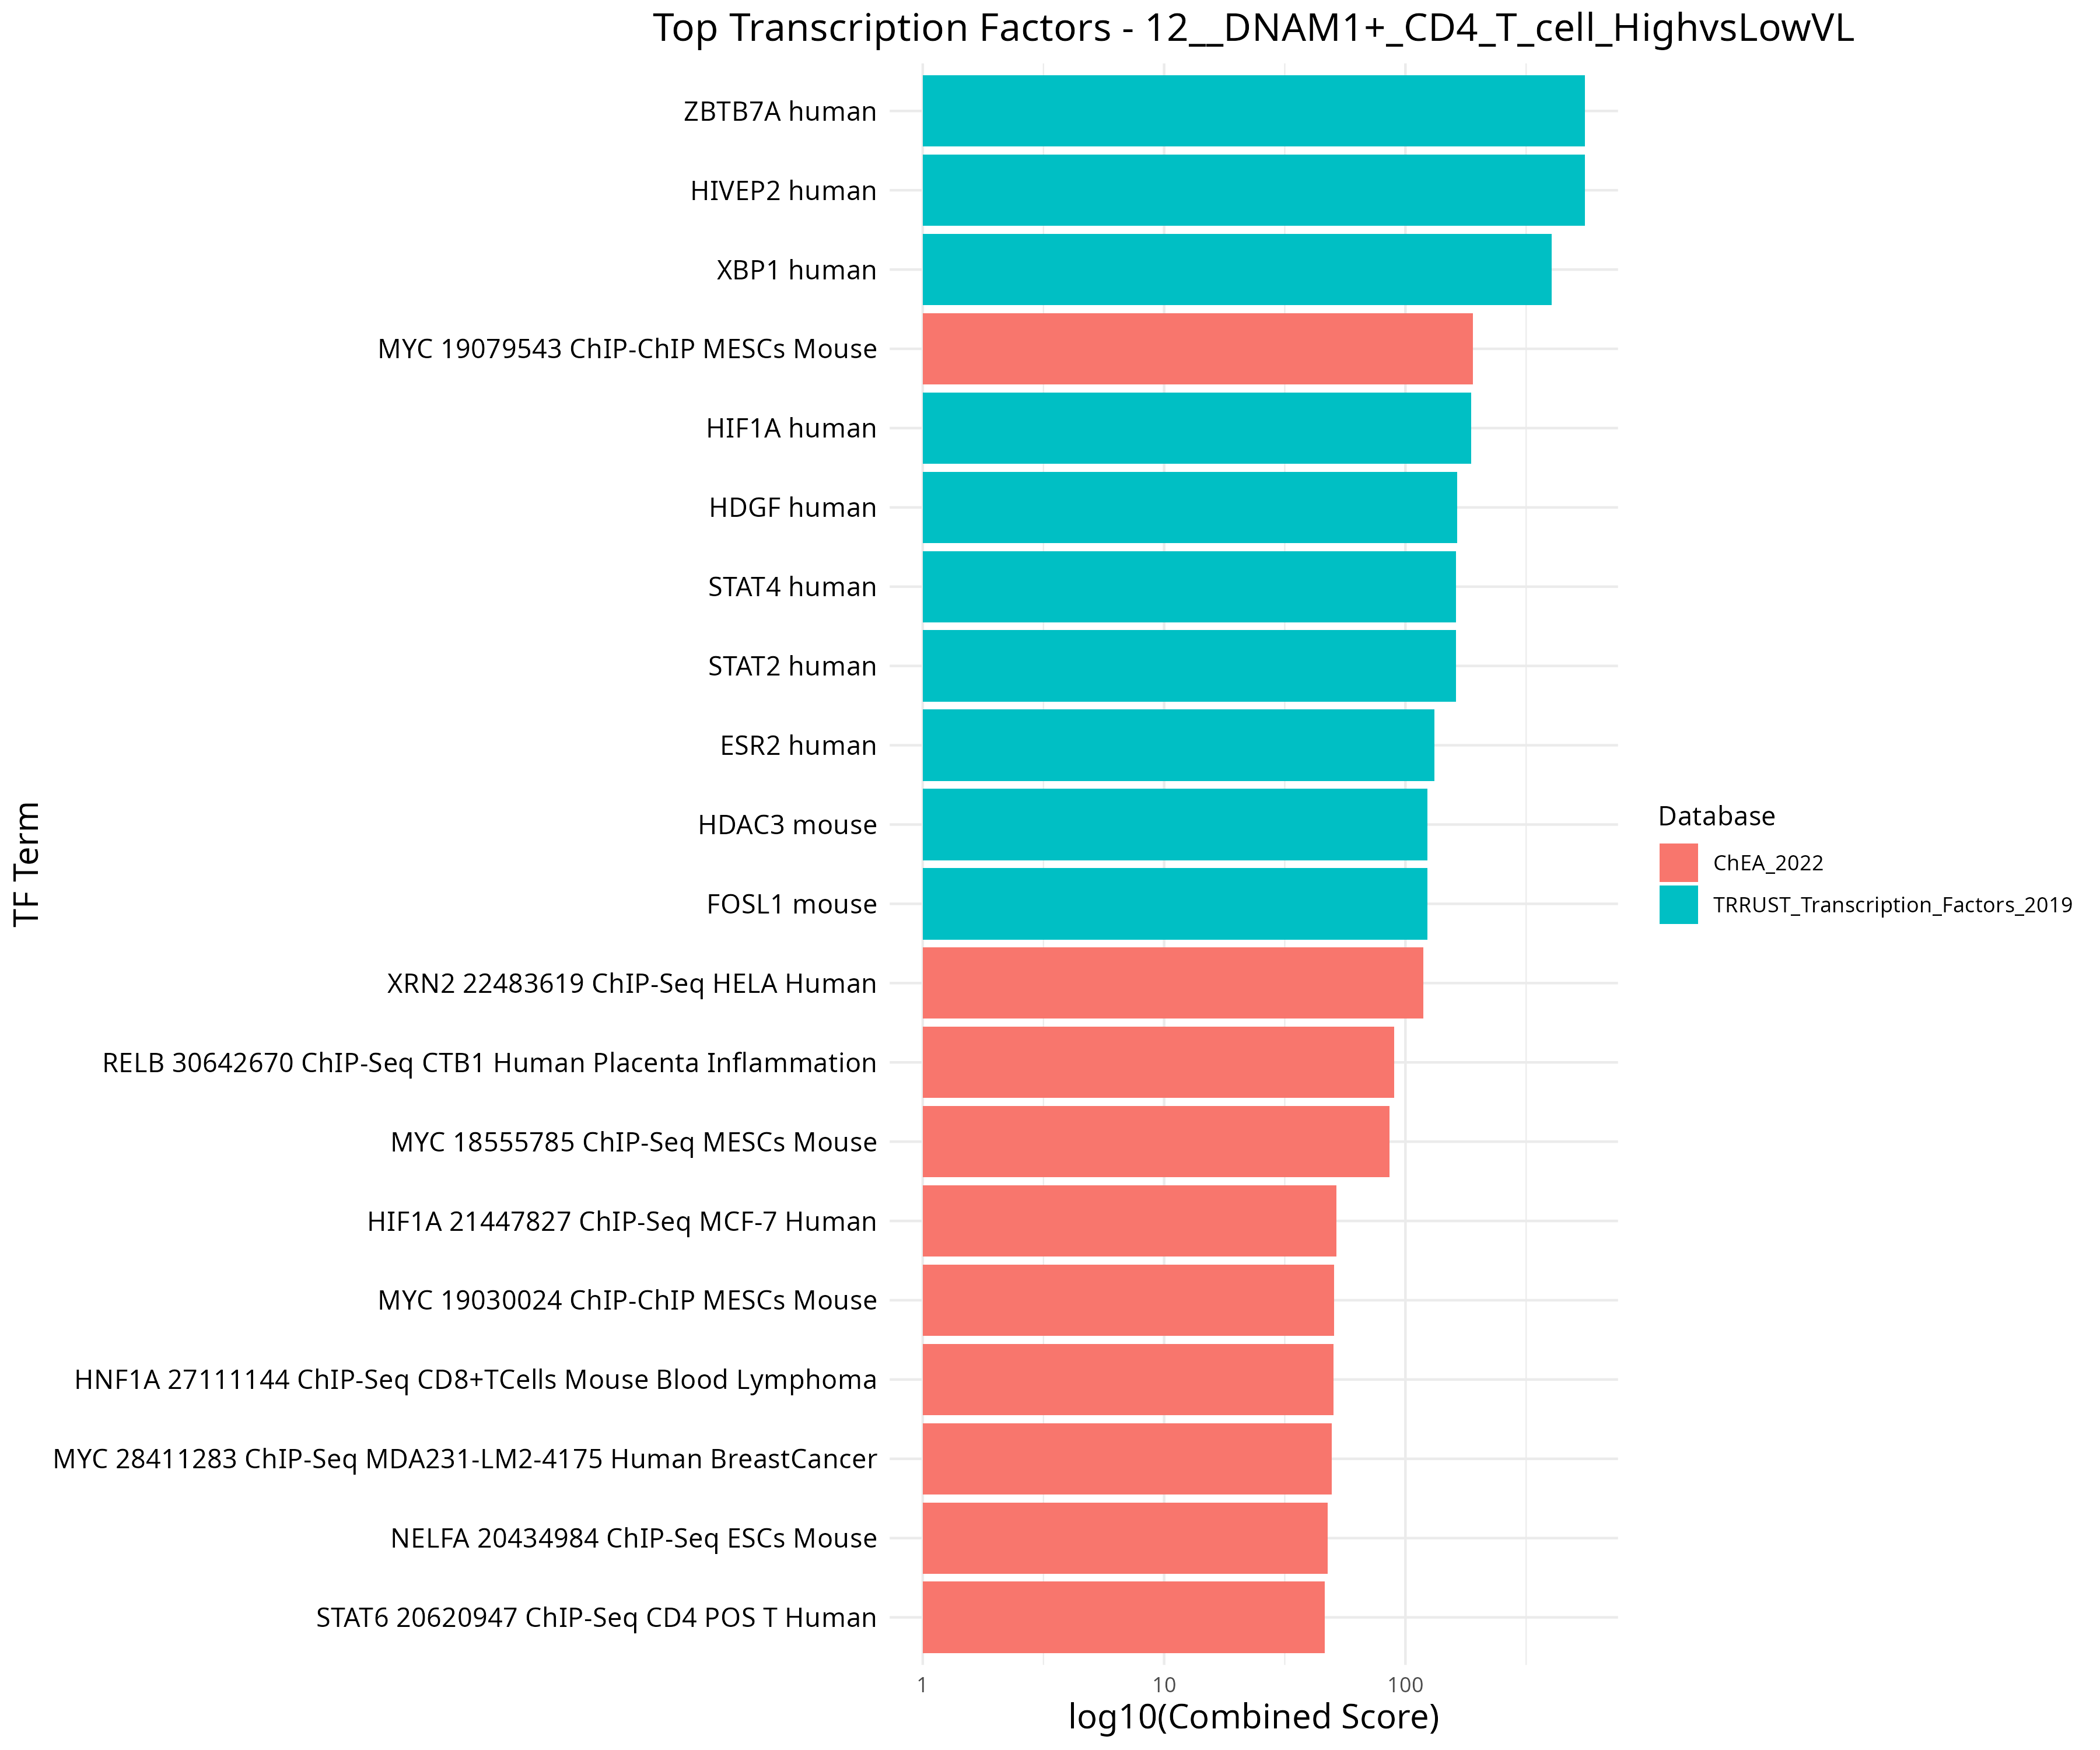 Top Transcription Factors - 12__DNAM1+_CD4_T_cell_HighvsLowVL
ZBTB7A human
HIVEP2 human
XBP1 human
MYC 19079543 ChIP-ChIP MESCs Mouse
HIF1A human
HDGF human
STAT4 human
STAT2 human
ESR2 human
HDAC3 mouse
FOSL1 mouse
XRN2 22483619 ChIP-Seq HELA Human
RELB 30642670 ChIP-Seq CTB1 Human Placenta Inflammation
MYC 18555785 ChIP-Seq MESCs Mouse
HIF1A 21447827 ChIP-Seq MCF-7 Human
MYC 19030024 ChIP-ChIP MESCs Mouse
HNF1A 27111144 ChIP-Seq CD8+TCells Mouse Blood Lymphoma
MYC 28411283 ChIP-Seq MDA231-LM2-4175 Human BreastCancer
NELFA 20434984 ChIP-Seq ESCs Mouse
STAT6 20620947 ChIP-Seq CD4 POS T Human
TF Term
1 10 100
log10(Combined Score)
Database
ChEA_2022
TRRUST_Transcription_Factors_2019